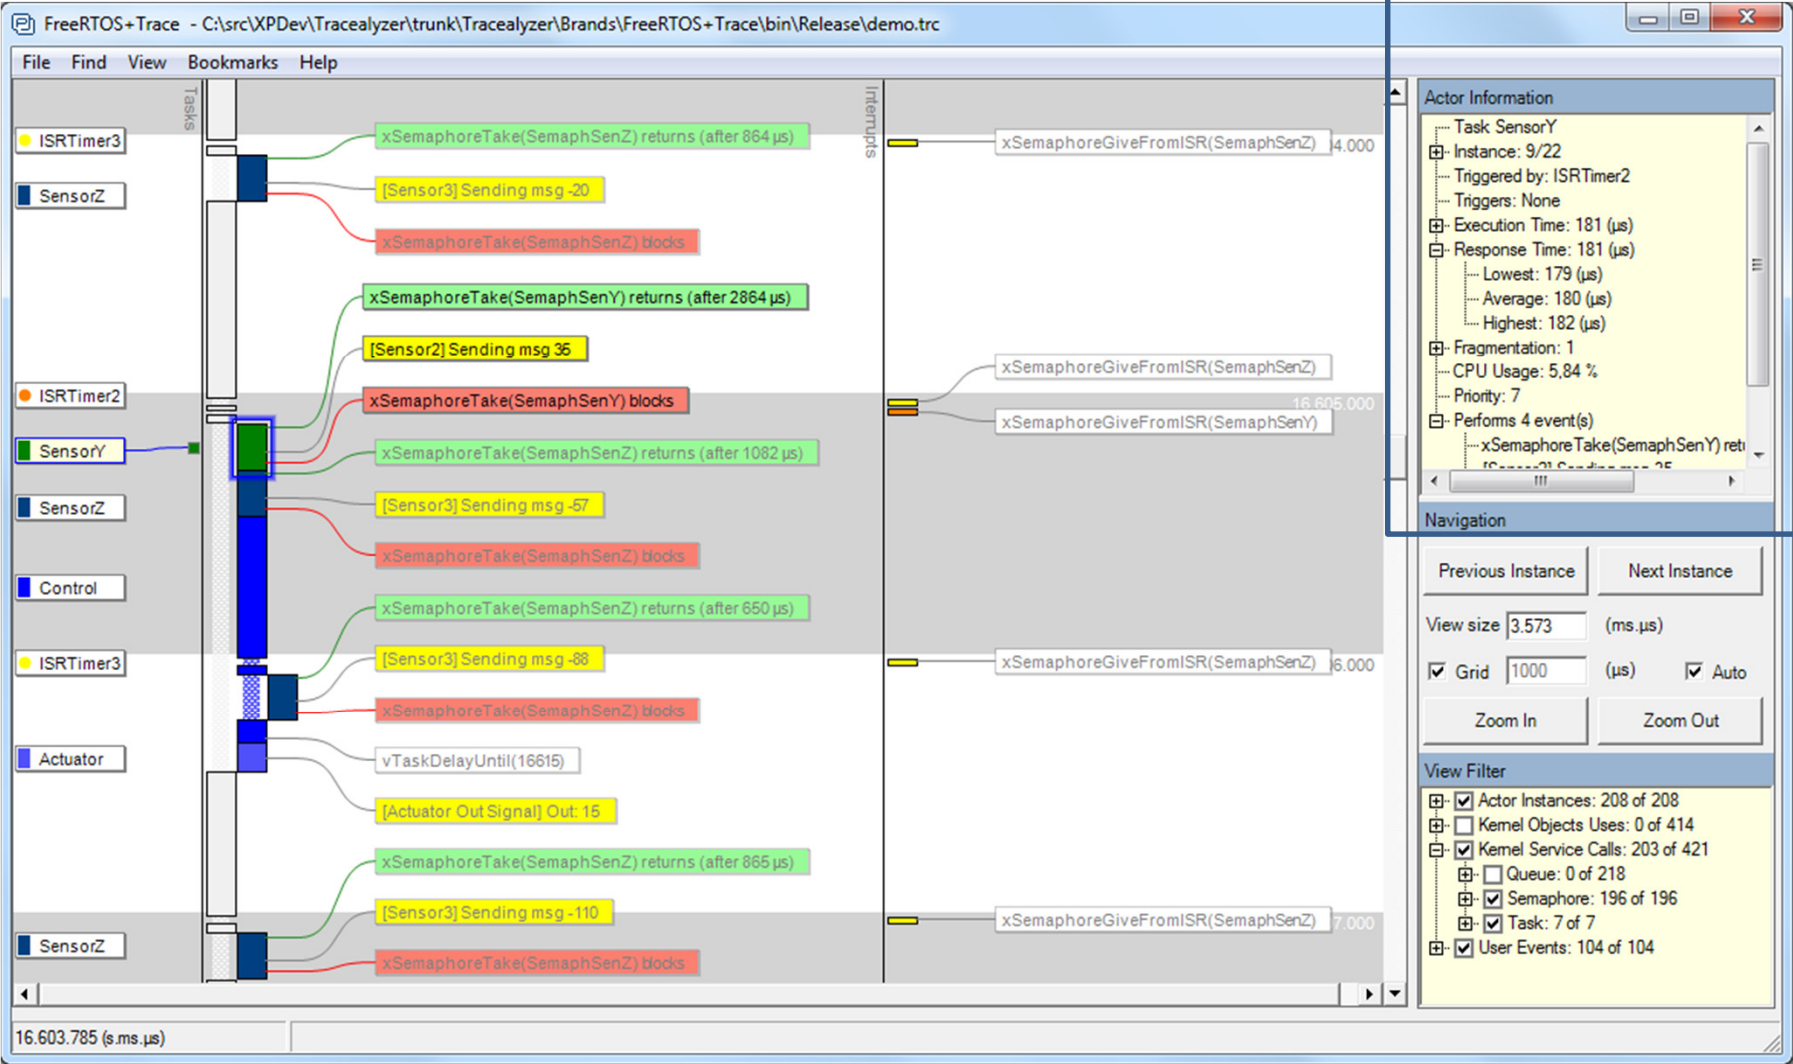 FreeRTOS+Trace - C:\src\XPDev\Tracealyzer\trunk\Tracealyzer\Brands\FreeRTOS+Trace\bin\Release\demo.trc
File Find View Bookmarks Help
Tasks
Interrupts
ISRTimer3
SensorZ
ISRTimer2
SensorY
SensorZ
Control
ISRTimer3
Actuator
SensorZ
xSemaphoreTake(SemaphSenZ) returns (after 864 µs)
[Sensor3] Sending msg -20
xSemaphoreTake(SemaphSenZ) blocks
xSemaphoreTake(SemaphSenY) returns (after 2864 µs)
[Sensor2] Sending msg 35
xSemaphoreTake(SemaphSenY) blocks
xSemaphoreTake(SemaphSenZ) returns (after 1082 µs)
[Sensor3] Sending msg -57
xSemaphoreTake(SemaphSenZ) blocks
xSemaphoreTake(SemaphSenZ) returns (after 650 µs)
[Sensor3] Sending msg -88
xSemaphoreTake(SemaphSenZ) blocks
vTaskDelayUntil(16615)
[Actuator Out Signal] Out: 15
xSemaphoreTake(SemaphSenZ) returns (after 865 µs)
[Sensor3] Sending msg -110
xSemaphoreTake(SemaphSenZ) blocks
xSemaphoreGiveFromISR(SemaphSenZ) 4.000
xSemaphoreGiveFromISR(SemaphSenZ)
16.605.000
xSemaphoreGiveFromISR(SemaphSenY)
xSemaphoreGiveFromISR(SemaphSenZ) 6.000
xSemaphoreGiveFromISR(SemaphSenZ) 7.000
Actor Information
Task SensorY
Instance: 9/22
Triggered by: ISRTimer2
Triggers: None
Execution Time: 181 (µs)
Response Time: 181 (µs)
Lowest: 179 (µs)
Average: 180 (µs)
Highest: 182 (µs)
Fragmentation: 1
CPU Usage: 5,84 %
Priority: 7
Performs 4 event(s)
xSemaphoreTake(SemaphSenY) retu
[Sensor2] Sending msg 35
Navigation
Previous Instance Next Instance
View size 3.573 (ms.µs)
Grid 1000 (µs) Auto
Zoom In Zoom Out
View Filter
Actor Instances: 208 of 208
Kernel Objects Uses: 0 of 414
Kernel Service Calls: 203 of 421
Queue: 0 of 218
Semaphore: 196 of 196
Task: 7 of 7
User Events: 104 of 104
16.603.785 (s.ms.µs)